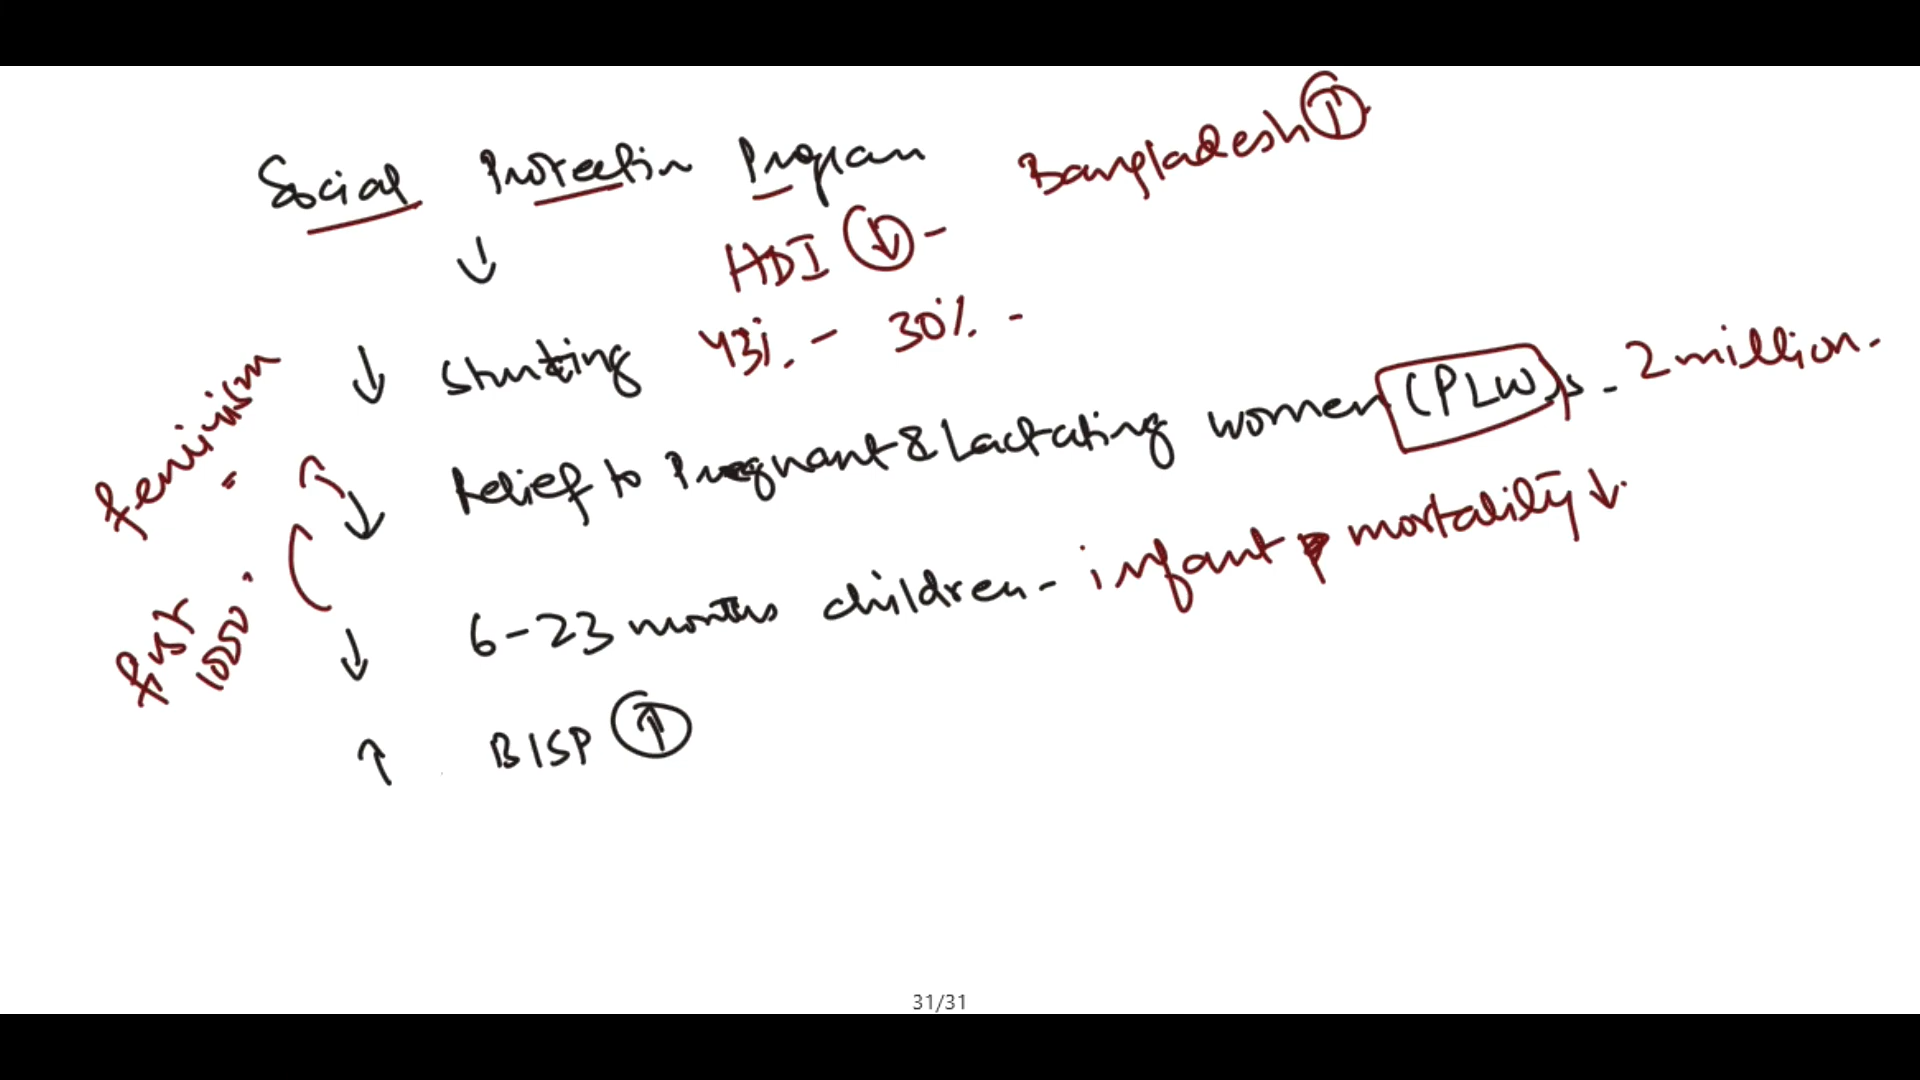 Social Protection Program
Bangladesh ↑
↓
HDI ↓ -
↓ Stunting 43%. - 30%. -
feminism
↓ Relief to Pregnant & Lactating women (PLW)s - 2 million.
↓ 6-23 months children - infant mortality ↓.
first
1000
↑ BISP ↑
31/31